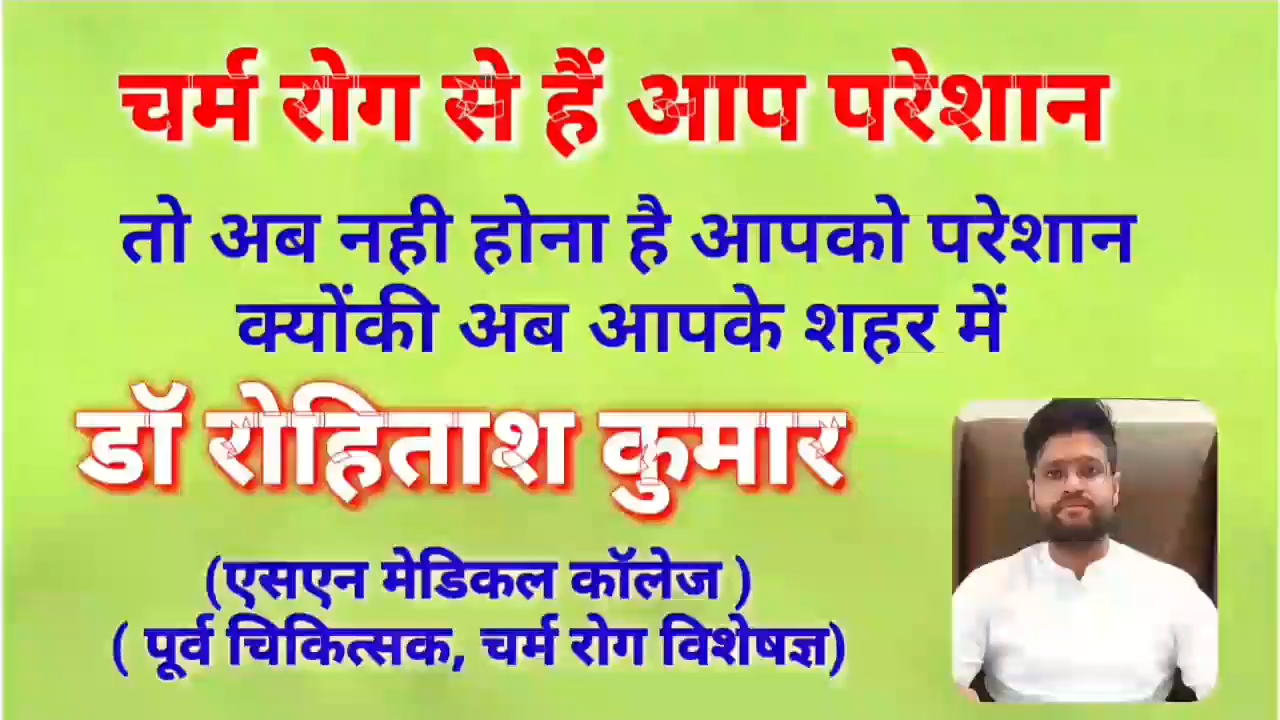 चर्म रोग से हैं आप परेशान
तो अब नही होना है आपको परेशान
क्योंकी अब आपके शहर में
डॉ रोहिताश कुमार
(एसएन मेडिकल कॉलेज )
( पूर्व चिकित्सक, चर्म रोग विशेषज्ञ)